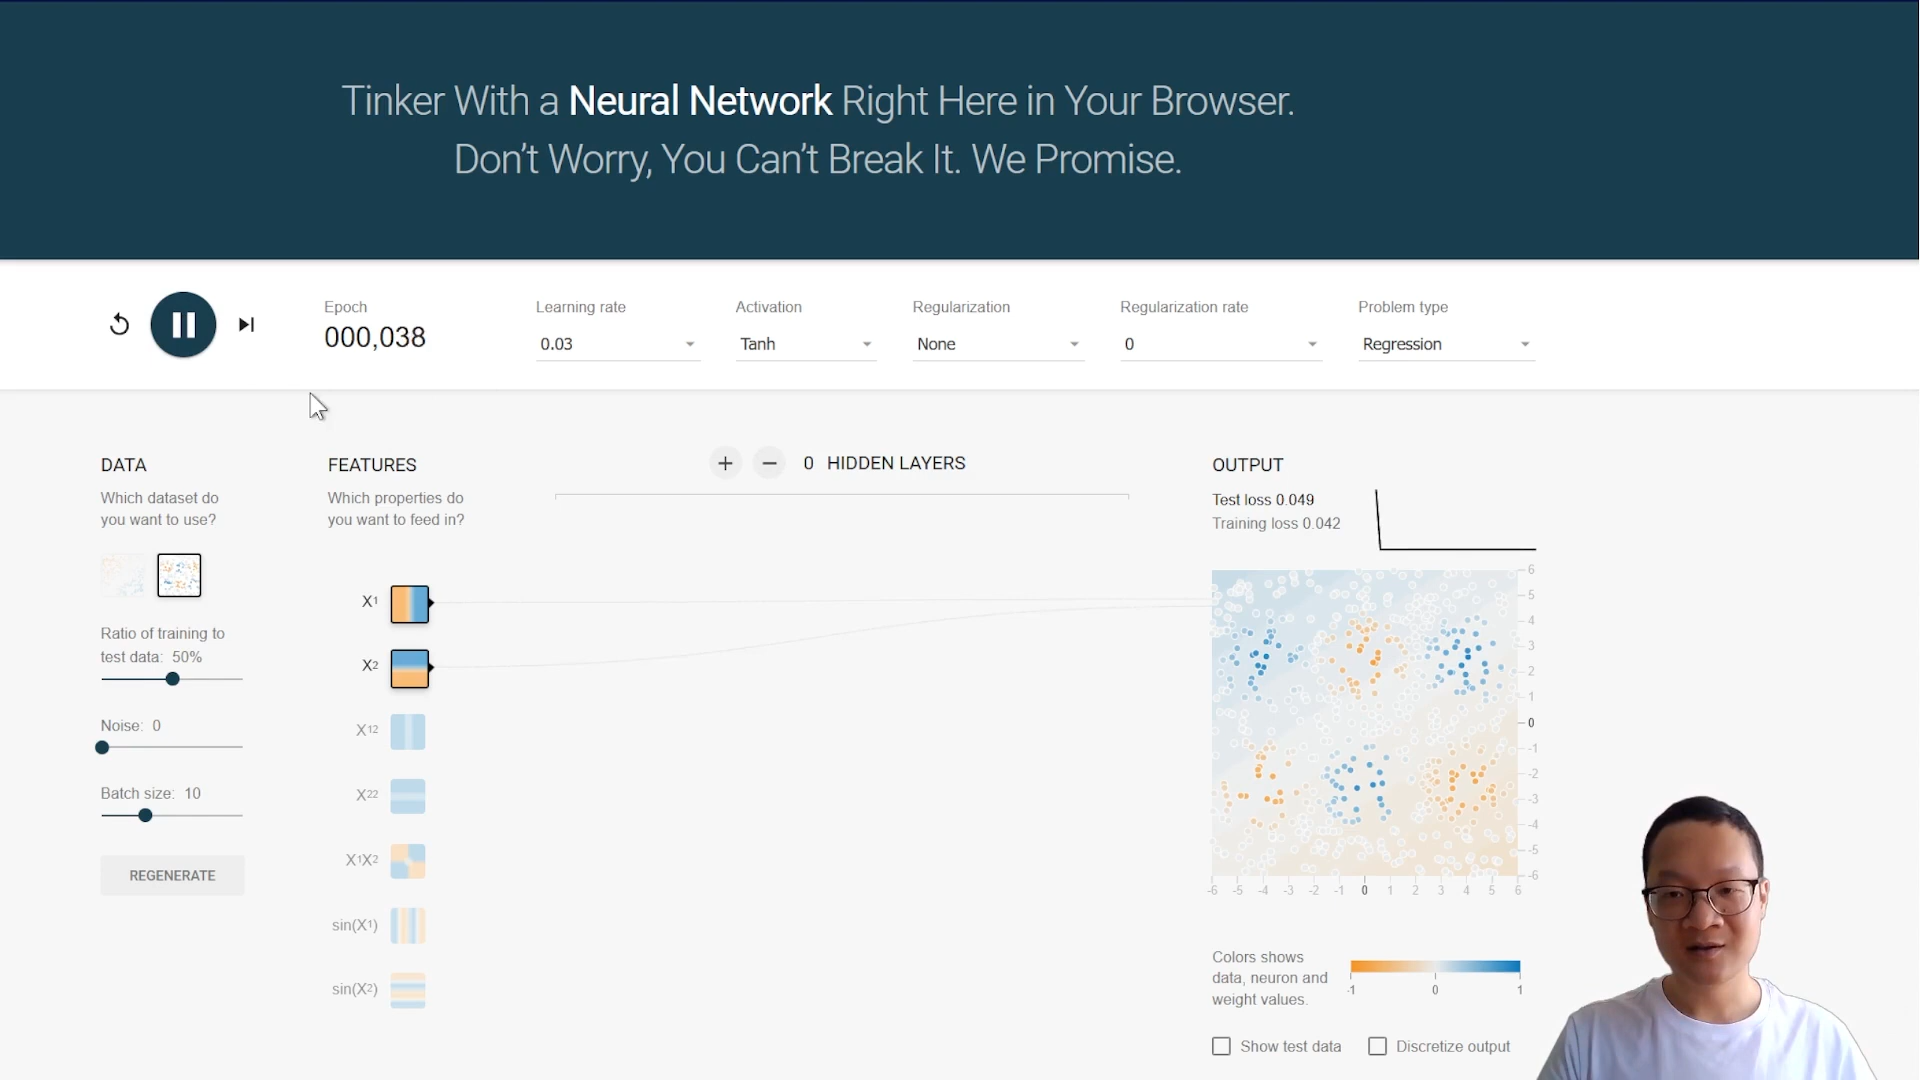 Tinker With a Neural Network Right Here in Your Browser.
Don't Worry, You Can't Break It. We Promise.
Epoch
000,038
Learning rate
0.03
Activation
Tanh
Regularization
None
Regularization rate
0
Problem type
Regression
DATA
Which dataset do
you want to use?
Ratio of training to
test data: 50%
Noise: 0
Batch size: 10
REGENERATE
FEATURES
Which properties do
you want to feed in?
X1
X2
X12
X22
X1X2
sin(X1)
sin(X2)
+ − 0 HIDDEN LAYERS
OUTPUT
Test loss 0.049
Training loss 0.042
6
5
4
3
2
1
0
-1
-2
-3
-4
-5
-6
-6 -5 -4 -3 -2 -1 0 1 2 3 4 5 6
Colors shows
data, neuron and
weight values.
-1 0 1
Show test data
Discretize output